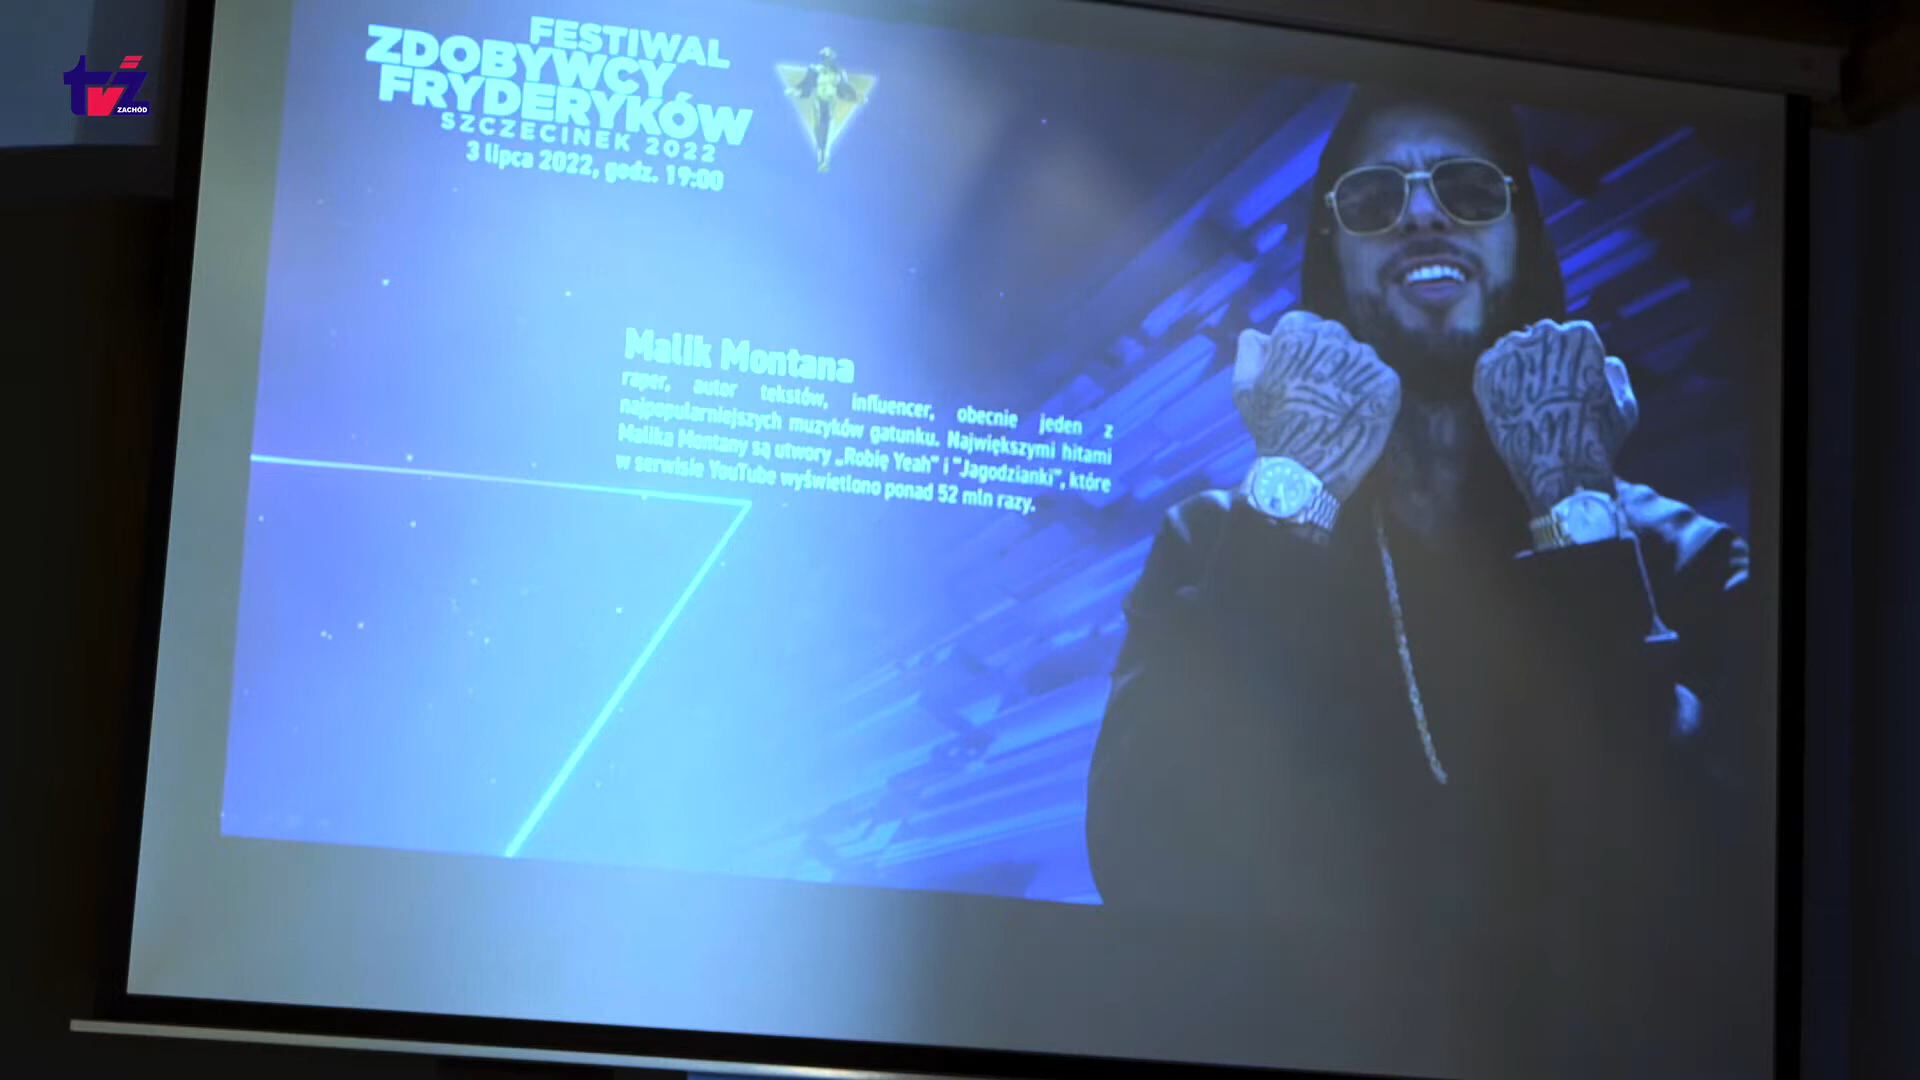 tvż
ZACHÓD
FESTIWAL
ZDOBYWCY
FRYDERYKÓW
SZCZECINEK 2022
3 lipca 2022, godz. 19:00
Malik Montana
raper, autor tekstów, influencer, obecnie jeden z
najpopularniejszych muzyków gatunku. Największymi hitami
Malika Montany są utwory „Robię Yeah" i "Jagodzianki", które
w serwisie YouTube wyświetlono ponad 52 mln razy.